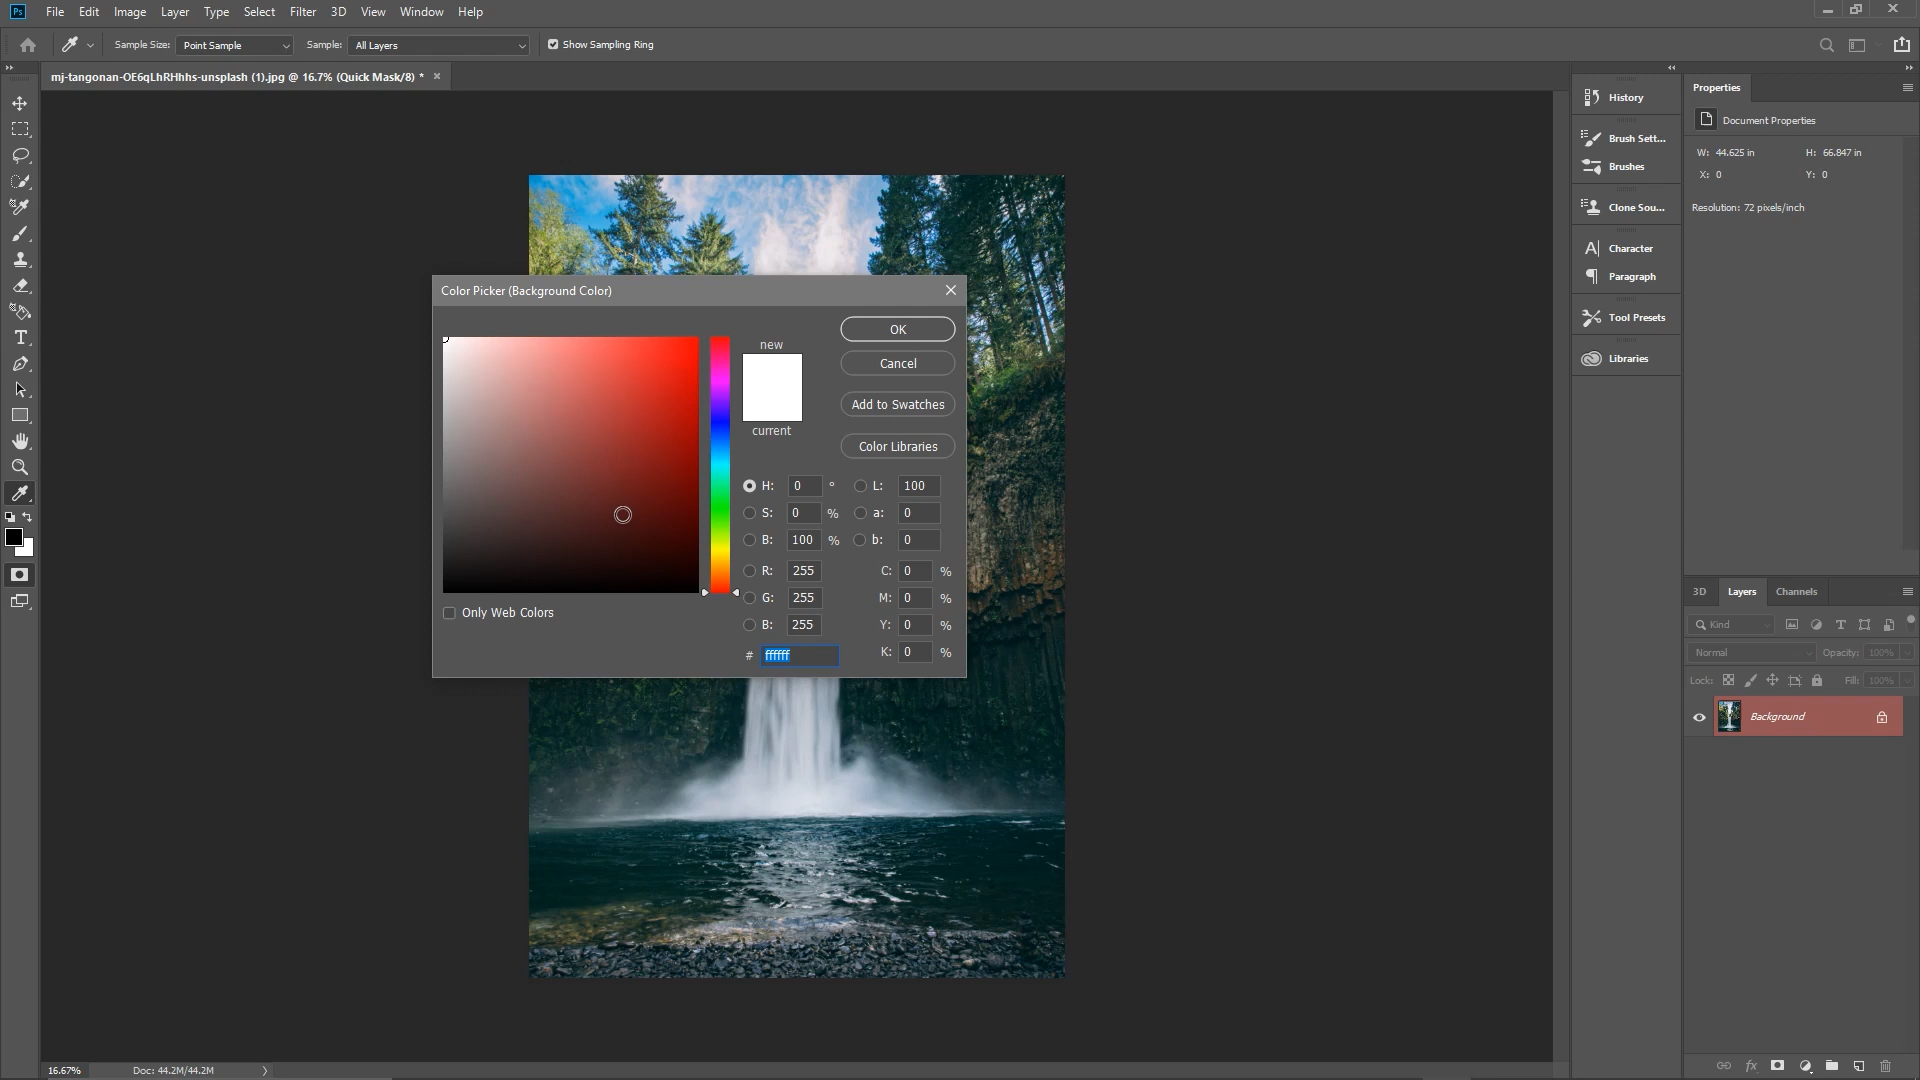 Ps File Edit Image Layer Type Select Filter 3D View Window Help
Sample Size: Point Sample Sample: All Layers Show Sampling Ring
mj-tangonan-OE6qLhRHhhs-unsplash (1).jpg @ 16.7% (Quick Mask/8) *
Color Picker (Background Color)
new
current
OK
Cancel
Add to Swatches
Color Libraries
H: 0 ° L: 100
S: 0 % a: 0
B: 100 % b: 0
R: 255 C: 0 %
G: 255 M: 0 %
B: 255 Y: 0 %
# ffffff K: 0 %
Only Web Colors
History
Brush Sett...
Brushes
Clone Sou...
Character
Paragraph
Tool Presets
Libraries
Properties
Document Properties
W: 44.625 in H: 66.847 in
X: 0 Y: 0
Resolution: 72 pixels/inch
3D Layers Channels
Kind
Normal Opacity: 100%
Lock: Fill: 100%
Background
fx
16.67% Doc: 44.2M/44.2M